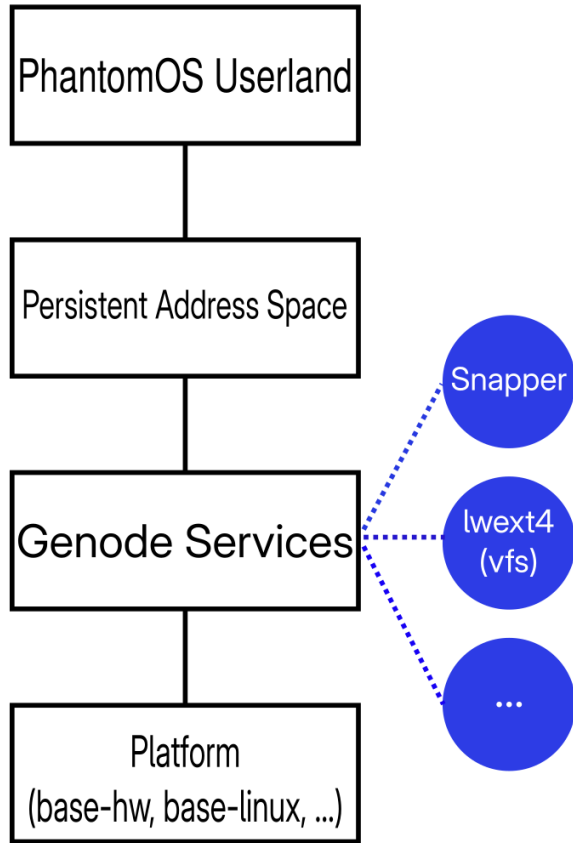 PhantomOS Userland
Persistent Address Space
Snapper
Genode Services
lwext4
(vfs)
...
Platform
(base-hw, base-linux, ...)